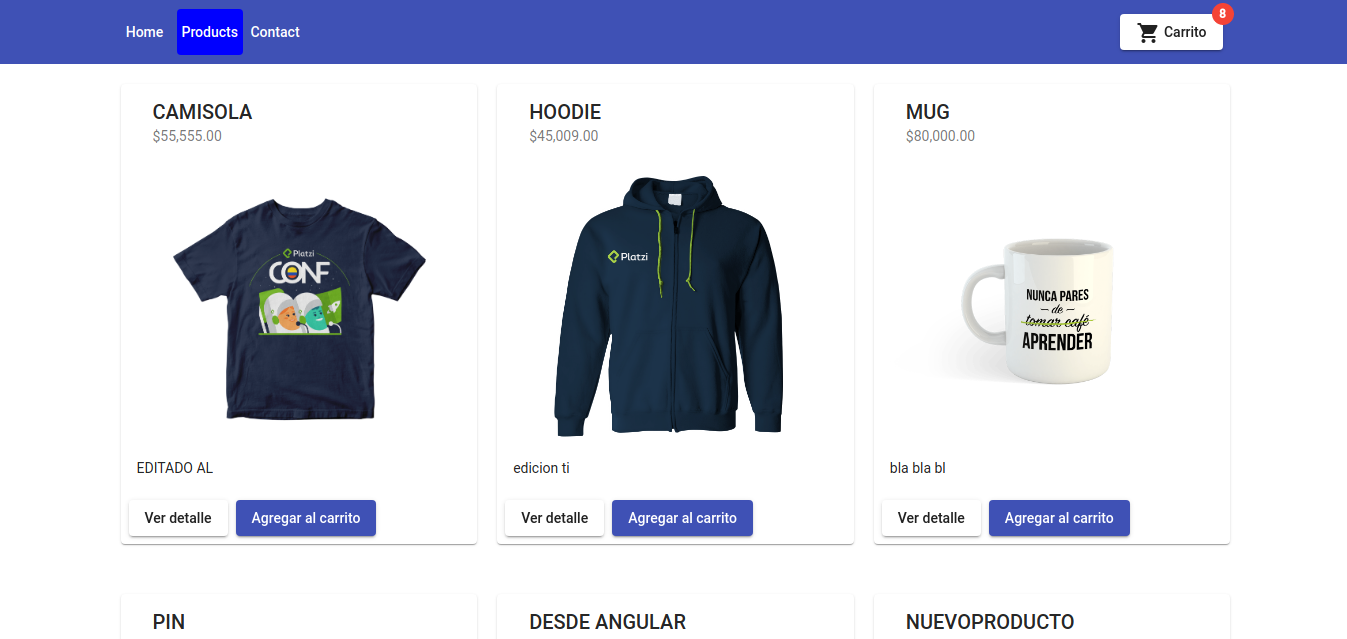 Home Products Contact
8
Carrito
CAMISOLA
$55,555.00
Platzi
CONF
EDITADO AL
Ver detalle Agregar al carrito
HOODIE
$45,009.00
Platzi
edicion ti
Ver detalle Agregar al carrito
MUG
$80,000.00
NUNCA PARES
de
tomar café
APRENDER
bla bla bl
Ver detalle Agregar al carrito
PIN
DESDE ANGULAR
NUEVOPRODUCTO